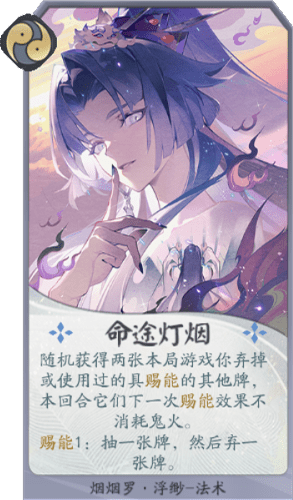 命途灯烟
随机获得两张本局游戏你弃掉
或使用过的具赐能的其他牌，
本回合它们下一次赐能效果不
消耗鬼火。
赐能1：抽一张牌，然后弃一
张牌。
烟烟罗·浮缈-法术